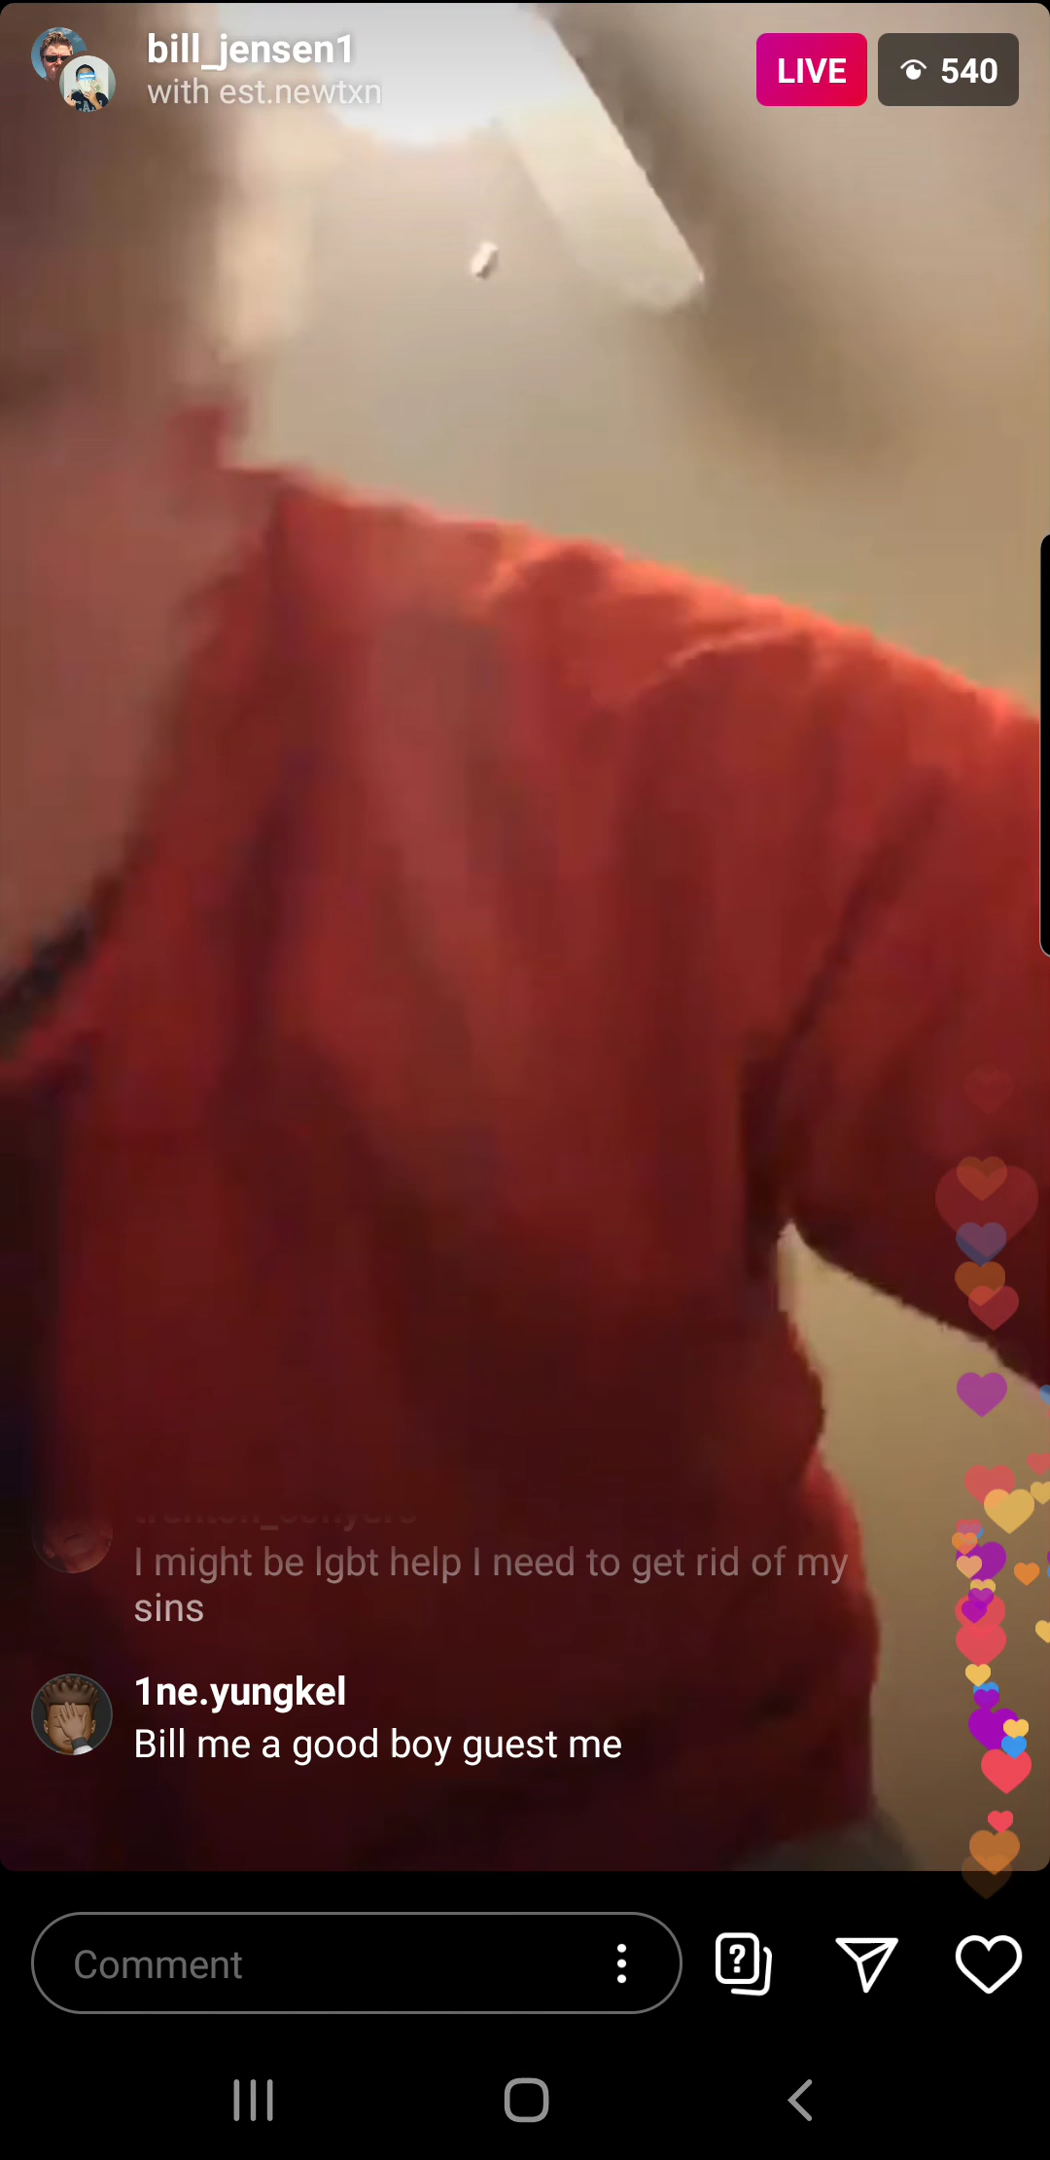 bill_jensen1
with est.newtxn
LIVE
540
I might be lgbt help I need to get rid of my
sins
1ne.yungkel
Bill me a good boy guest me
Comment
?